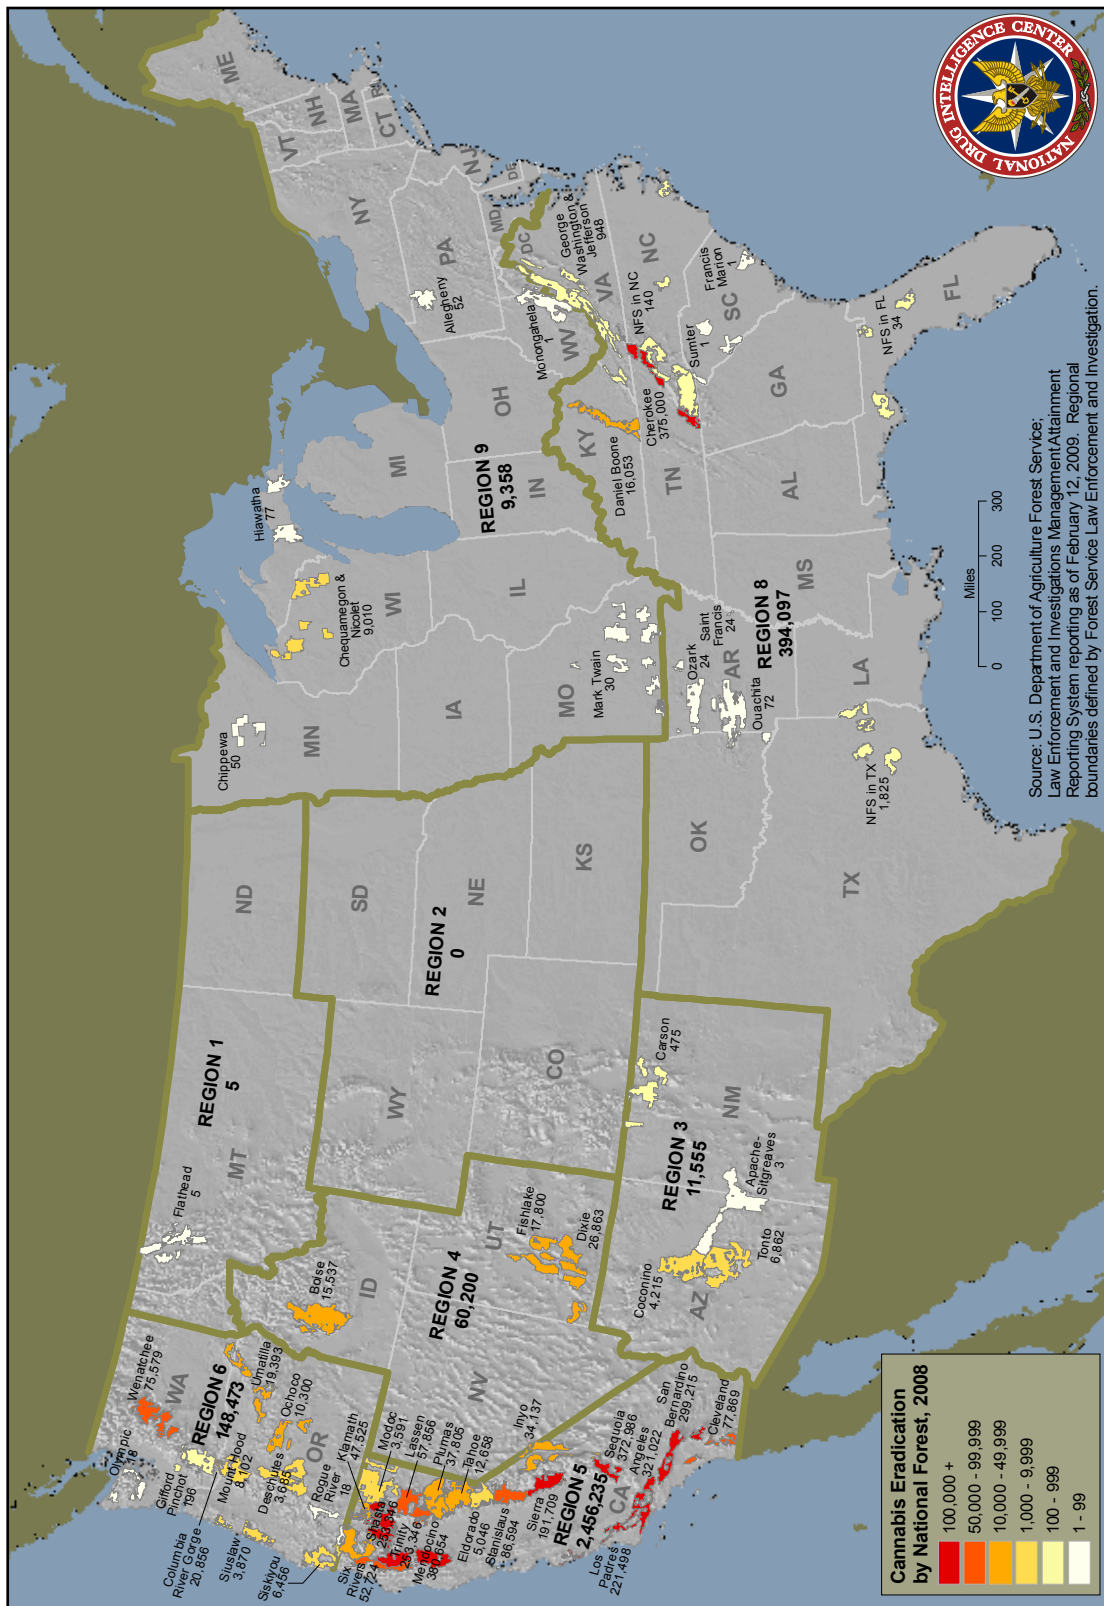 NATIONAL DRUG INTELLIGENCE CENTER
WA
Olympic
18
Wenatchee
75,579
Gifford
Pinchot
196
REGION 6
148,473
Columbia
River Gorge
20,856
Mount Hood
8,102
Umatilla
19,393
Siuslaw
3,870
Deschutes
3,685
Ochoco
10,300
OR
Siskiyou
6,456
Rogue
River
18
Klamath
47,525
Six
Rivers
52,724
Modoc
3,591
Shasta
Lassen
57,856
Trinity
253,346
Plumas
37,805
Mendocino
380,654
Tahoe
12,658
Eldorado
5,046
Stanislaus
86,594
Inyo
34,137
Sierra
191,709
REGION 5
2,456,235
CA
Sequoia
372,986
Los
Padres
221,498
Angeles
321,022
San
Bernardino
299,215
Cleveland
77,869
REGION 1
5
MT
Flathead
5
ND
ID
Boise
15,537
REGION 4
60,200
NV
UT
Fishlake
17,800
Dixie
26,863
WY
CO
SD
NE
KS
REGION 2
0
REGION 3
11,555
AZ
NM
Coconino
4,215
Tonto
6,862
Apache-
Sitgreaves
3
Carson
475
MN
Chippewa
50
WI
Chequamegon &
Nicolet
9,010
Hiawatha
77
MI
IA
IL
IN
OH
REGION 9
9,358
MO
Mark Twain
30
PA
Allegheny
52
NY
VT
NH
ME
MA
CT
RI
NJ
DE
MD
DC
WV
Monongahela
1
VA
George
Washington &
Jefferson
948
KY
Daniel Boone
16,053
TN
Cherokee
375,000
NC
NFS in NC
140
SC
Francis
Marion
1
Sumter
1
GA
AL
MS
FL
NFS in FL
34
AR
Ozark
24
Saint
Francis
24
Ouachita
72
REGION 8
394,097
OK
TX
LA
NFS in TX
1,825
Miles
0 100 200 300
Cannabis Eradication
by National Forest, 2008
100,000 +
50,000 - 99,999
10,000 - 49,999
1,000 - 9,999
100 - 999
1 - 99
Source: U.S. Department of Agriculture Forest Service;
Law Enforcement and Investigations Management Attainment
Reporting System reporting as of February 12, 2009. Regional
boundaries defined by Forest Service Law Enforcement and Investigation.